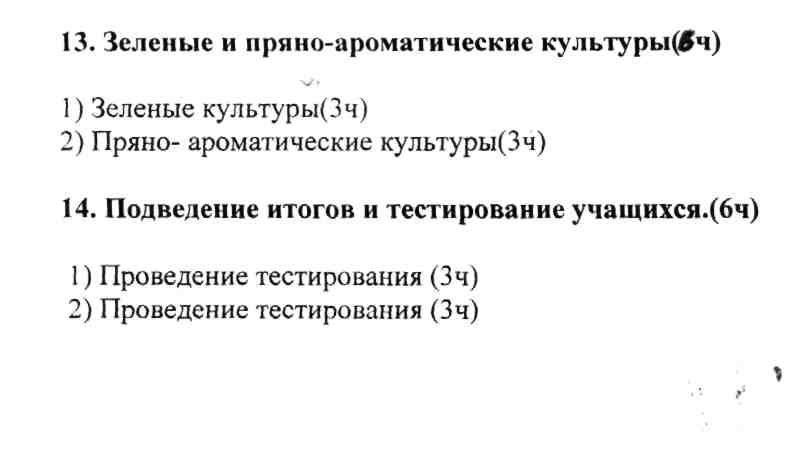 13. Зеленые и пряно-ароматические культуры(6ч)
1) Зеленые культуры(3ч)
2) Пряно- ароматические культуры(3ч)
14. Подведение итогов и тестирование учащихся.(6ч)
1) Проведение тестирования (3ч)
2) Проведение тестирования (3ч)